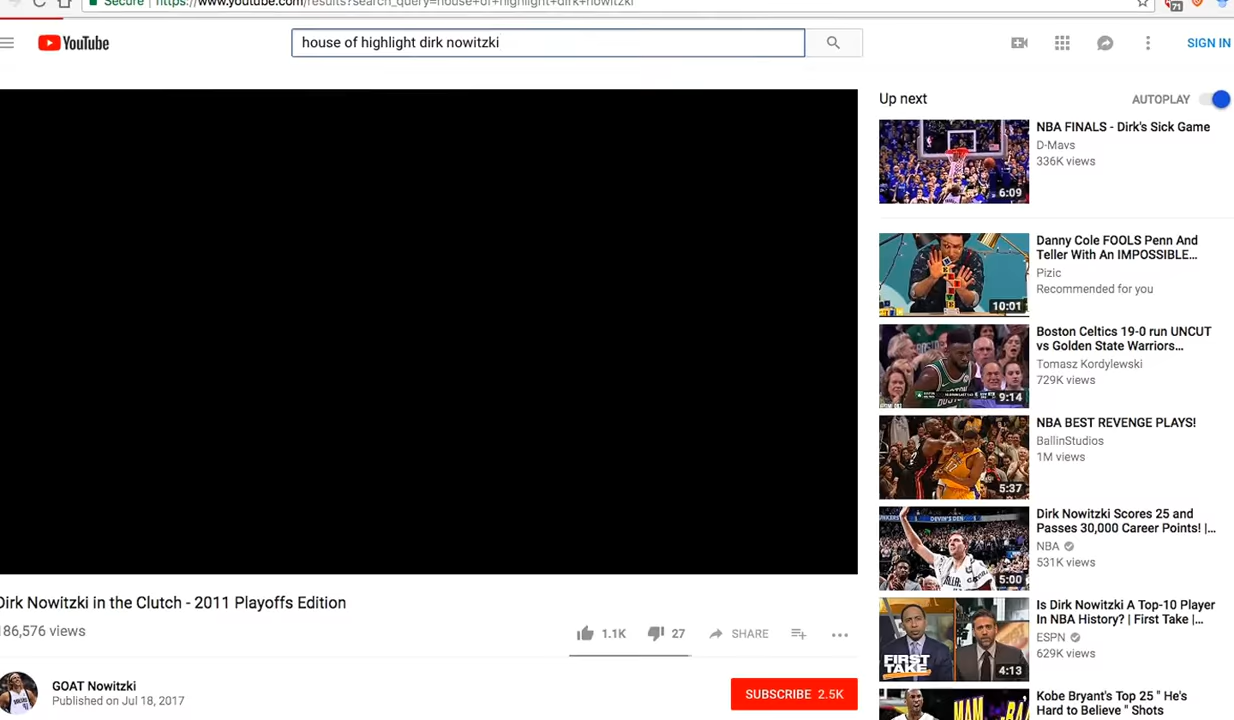 Secure https://www.youtube.com/results?search_query=house+of+highlight+dirk+nowitzki
71
YouTube
house of highlight dirk nowitzki
SIGN IN
Up next
AUTOPLAY
NBA FINALS - Dirk's Sick Game
D-Mavs
336K views
6:09
Danny Cole FOOLS Penn And
Teller With An IMPOSSIBLE...
Pizic
Recommended for you
10:01
Boston Celtics 19-0 run UNCUT
vs Golden State Warriors...
Tomasz Kordylewski
729K views
9:14
NBA BEST REVENGE PLAYS!
BallinStudios
1M views
5:37
Dirk Nowitzki Scores 25 and
Passes 30,000 Career Points! |...
NBA
531K views
5:00
Is Dirk Nowitzki A Top-10 Player
In NBA History? | First Take |...
ESPN
629K views
FIRST
TAKE
4:13
Kobe Bryant's Top 25 " He's
Hard to Believe " Shots
Dirk Nowitzki in the Clutch - 2011 Playoffs Edition
186,576 views
1.1K
27
SHARE
GOAT Nowitzki
Published on Jul 18, 2017
SUBSCRIBE 2.5K